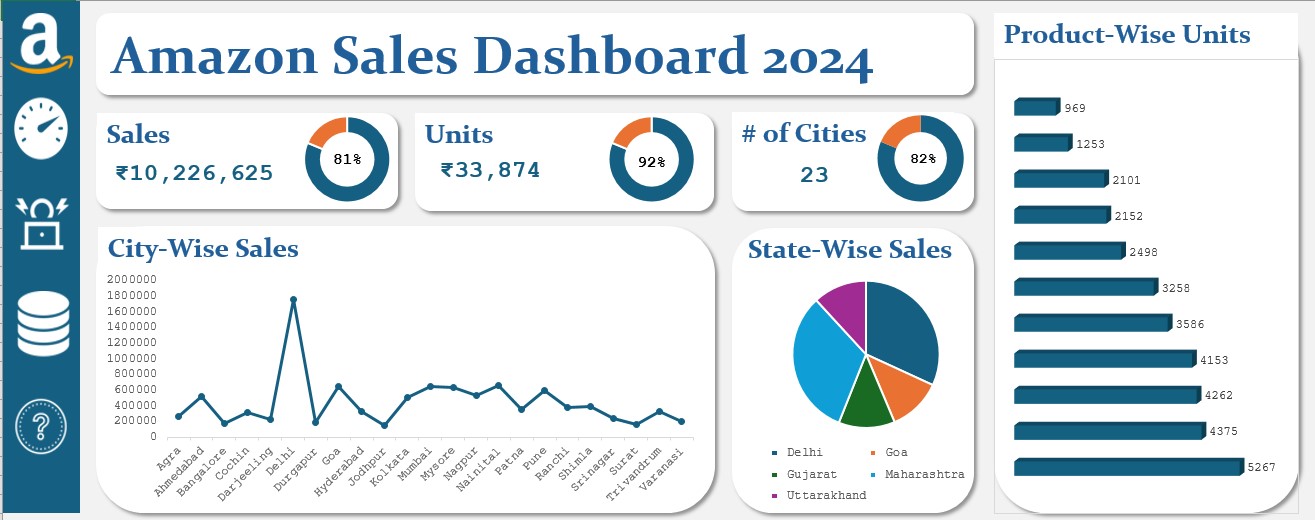 a
Amazon Sales Dashboard 2024
Sales
₹10,226,625
81%
Units
₹33,874
92%
# of Cities
23
82%
City-Wise Sales
2000000
1800000
1600000
1400000
1200000
1000000
800000
600000
400000
200000
0
Agra
Ahmedabad
Bangalore
Cochin
Darjeeling
Delhi
Durgapur
Goa
Hyderabad
Jodhpur
Kolkata
Mumbai
Mysore
Nagpur
Nainital
Patna
Pune
Ranchi
Shimla
Srinagar
Surat
Trivandrum
Varanasi
State-Wise Sales
Delhi
Goa
Gujarat
Maharashtra
Uttarakhand
Product-Wise Units
969
1253
2101
2152
2498
3258
3586
4153
4262
4375
5267
?